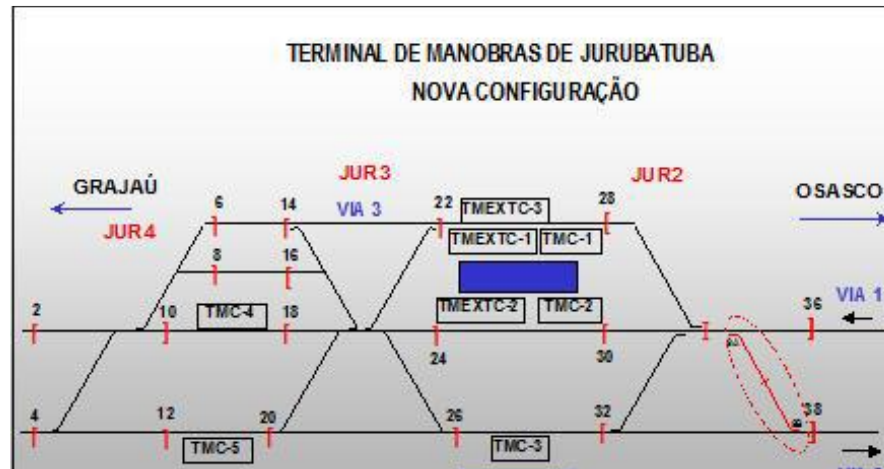 TERMINAL DE MANOBRAS DE JURUBATUBA
NOVA CONFIGURAÇÃO
GRAJAÚ
JUR3
JUR2
OSASCO
6
14
VIA 3
22
TMEXTC-3
28
JUR4
TMEXTC-1
TMC-1
8
16
VIA 1
2
10
TMC-4
18
TMEXTC-2
TMC-2
36
24
30
4
12
20
26
32
38
TMC-5
TMC-3